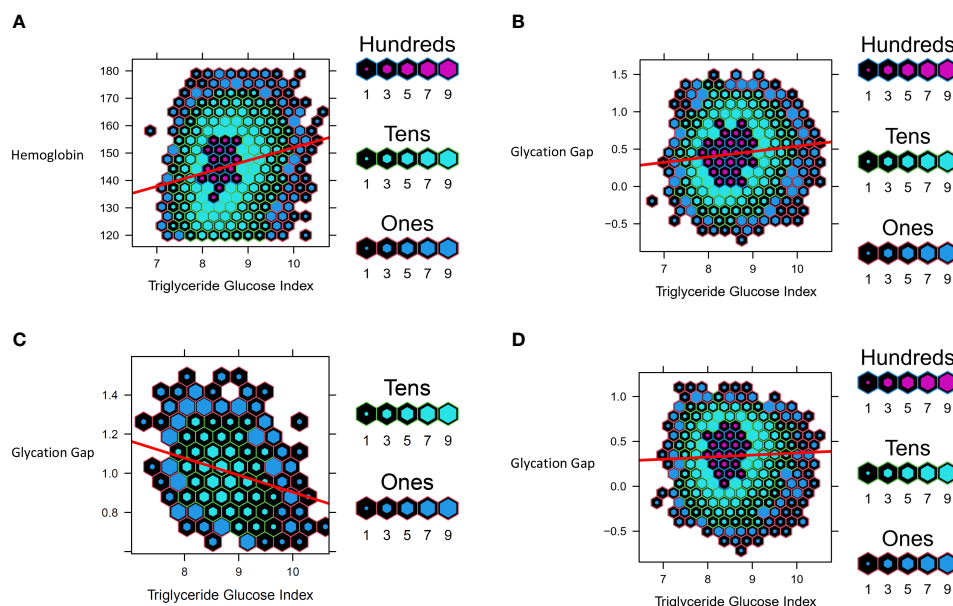 A
Hemoglobin
180
170
160
150
140
130
120
7 8 9 10
Triglyceride Glucose Index
Hundreds
1 3 5 7 9
Tens
1 3 5 7 9
Ones
1 3 5 7 9
B
Glycation Gap
1.5
1.0
0.5
0.0
−0.5
7 8 9 10
Triglyceride Glucose Index
Hundreds
1 3 5 7 9
Tens
1 3 5 7 9
Ones
1 3 5 7 9
C
Glycation Gap
1.4
1.2
1.0
0.8
8 9 10
Triglyceride Glucose Index
Tens
1 3 5 7 9
Ones
1 3 5 7 9
D
Glycation Gap
1.0
0.5
0.0
−0.5
7 8 9 10
Triglyceride Glucose Index
Hundreds
1 3 5 7 9
Tens
1 3 5 7 9
Ones
1 3 5 7 9